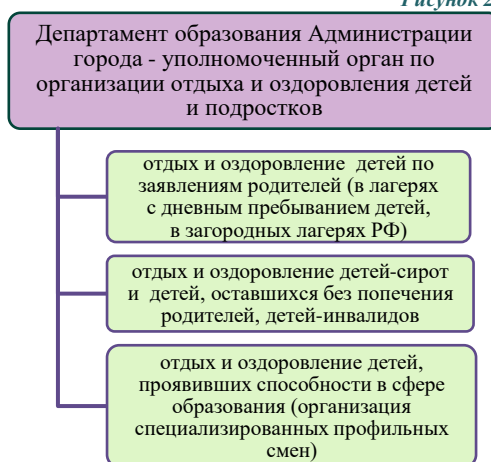 Рисунок 2
Департамент образования Администрации
города - уполномоченный орган по
организации отдыха и оздоровления детей
и подростков
отдых и оздоровление детей по
заявлениям родителей (в лагерях
с дневным пребыванием детей,
в загородных лагерях РФ)
отдых и оздоровление детей-сирот
и детей, оставшихся без попечения
родителей, детей-инвалидов
отдых и оздоровление детей,
проявивших способности в сфере
образования (организация
специализированных профильных
смен)